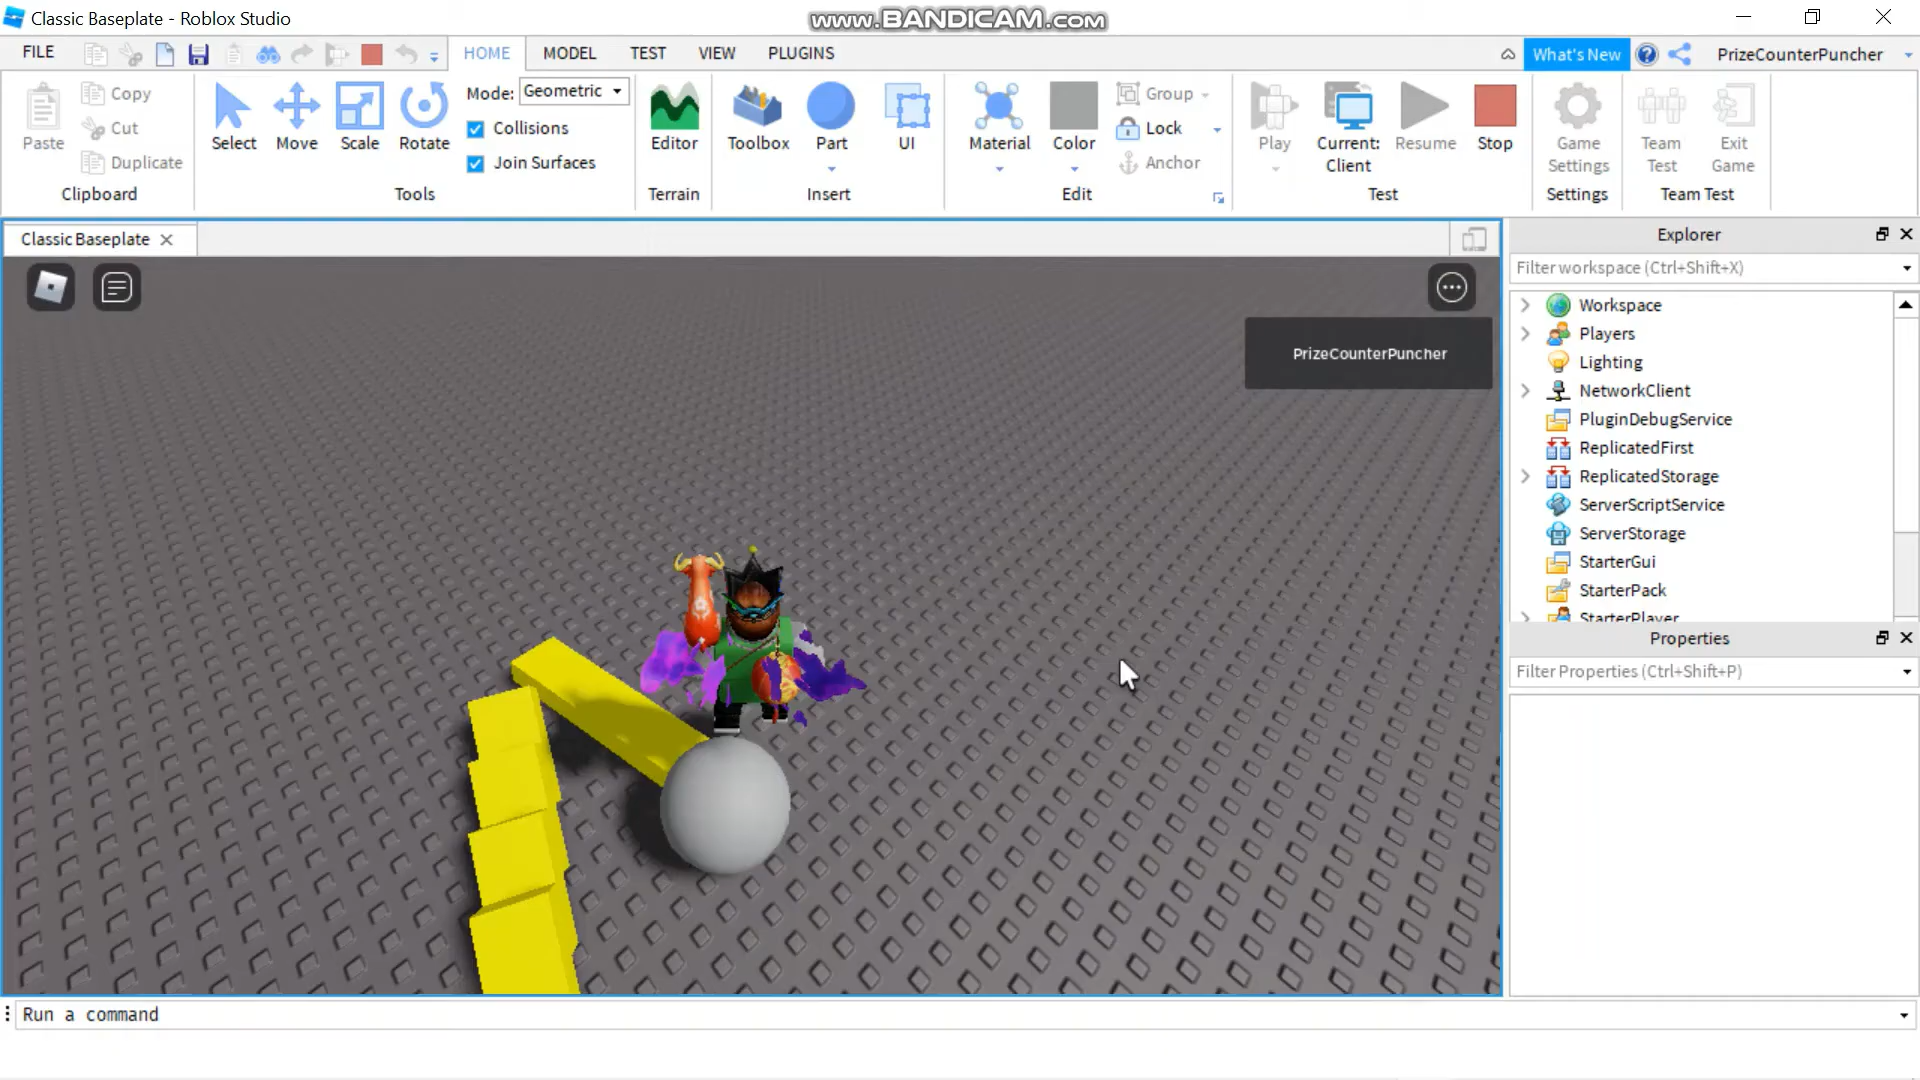 Classic Baseplate - Roblox Studio
www.BANDICAM.com
FILE
HOME
MODEL
TEST
VIEW
PLUGINS
What's New
PrizeCounterPuncher
Paste
Copy
Cut
Duplicate
Clipboard
Select
Move
Scale
Rotate
Mode: Geometric
Collisions
Join Surfaces
Tools
Editor
Terrain
Toolbox
Part
UI
Insert
Material
Color
Group
Lock
Anchor
Edit
Play
Current:
Client
Resume
Stop
Test
Game
Settings
Settings
Team
Test
Exit
Game
Team Test
Classic Baseplate
PrizeCounterPuncher
Explorer
Filter workspace (Ctrl+Shift+X)
Workspace
Players
Lighting
NetworkClient
PluginDebugService
ReplicatedFirst
ReplicatedStorage
ServerScriptService
ServerStorage
StarterGui
StarterPack
StarterPlayer
Properties
Filter Properties (Ctrl+Shift+P)
Run a command